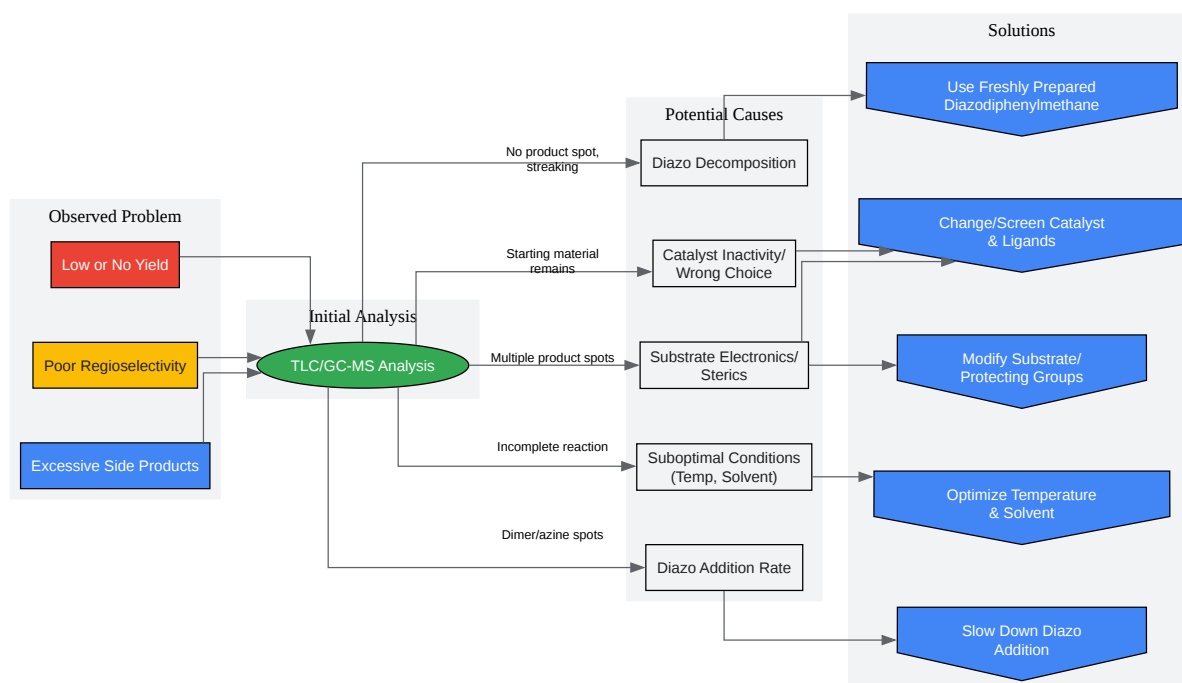 Observed Problem
Low or No Yield
Poor Regioselectivity
Excessive Side Products
Initial Analysis
TLC/GC-MS Analysis
No product spot,
streaking
Starting material
remains
Multiple product spots
Incomplete reaction
Dimer/azine spots
Potential Causes
Diazo Decomposition
Catalyst Inactivity/
Wrong Choice
Substrate Electronics/
Sterics
Suboptimal Conditions
(Temp, Solvent)
Diazo Addition Rate
Solutions
Use Freshly Prepared
Diazodiphenylmethane
Change/Screen Catalyst
& Ligands
Modify Substrate/
Protecting Groups
Optimize Temperature
& Solvent
Slow Down Diazo
Addition